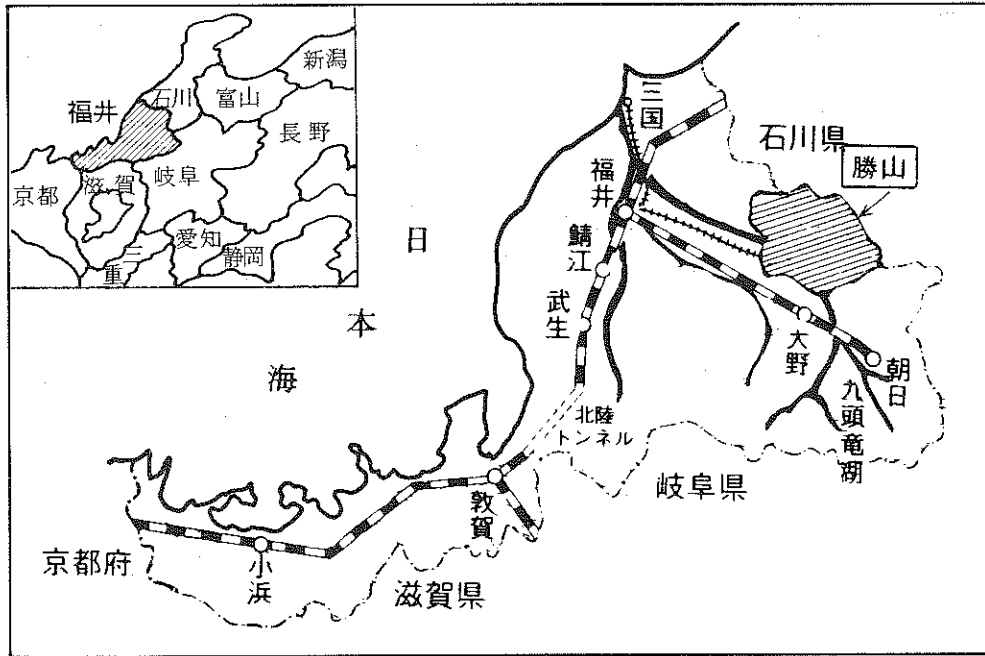 新潟
石川
富山
福井
長野
京都
滋賀
岐阜
愛知
静岡
三重
日本海
三国
石川県
勝山
福井
鯖江
武生
大野
朝日
九頭竜湖
北陸
トンネル
岐阜県
敦賀
小浜
京都府
滋賀県